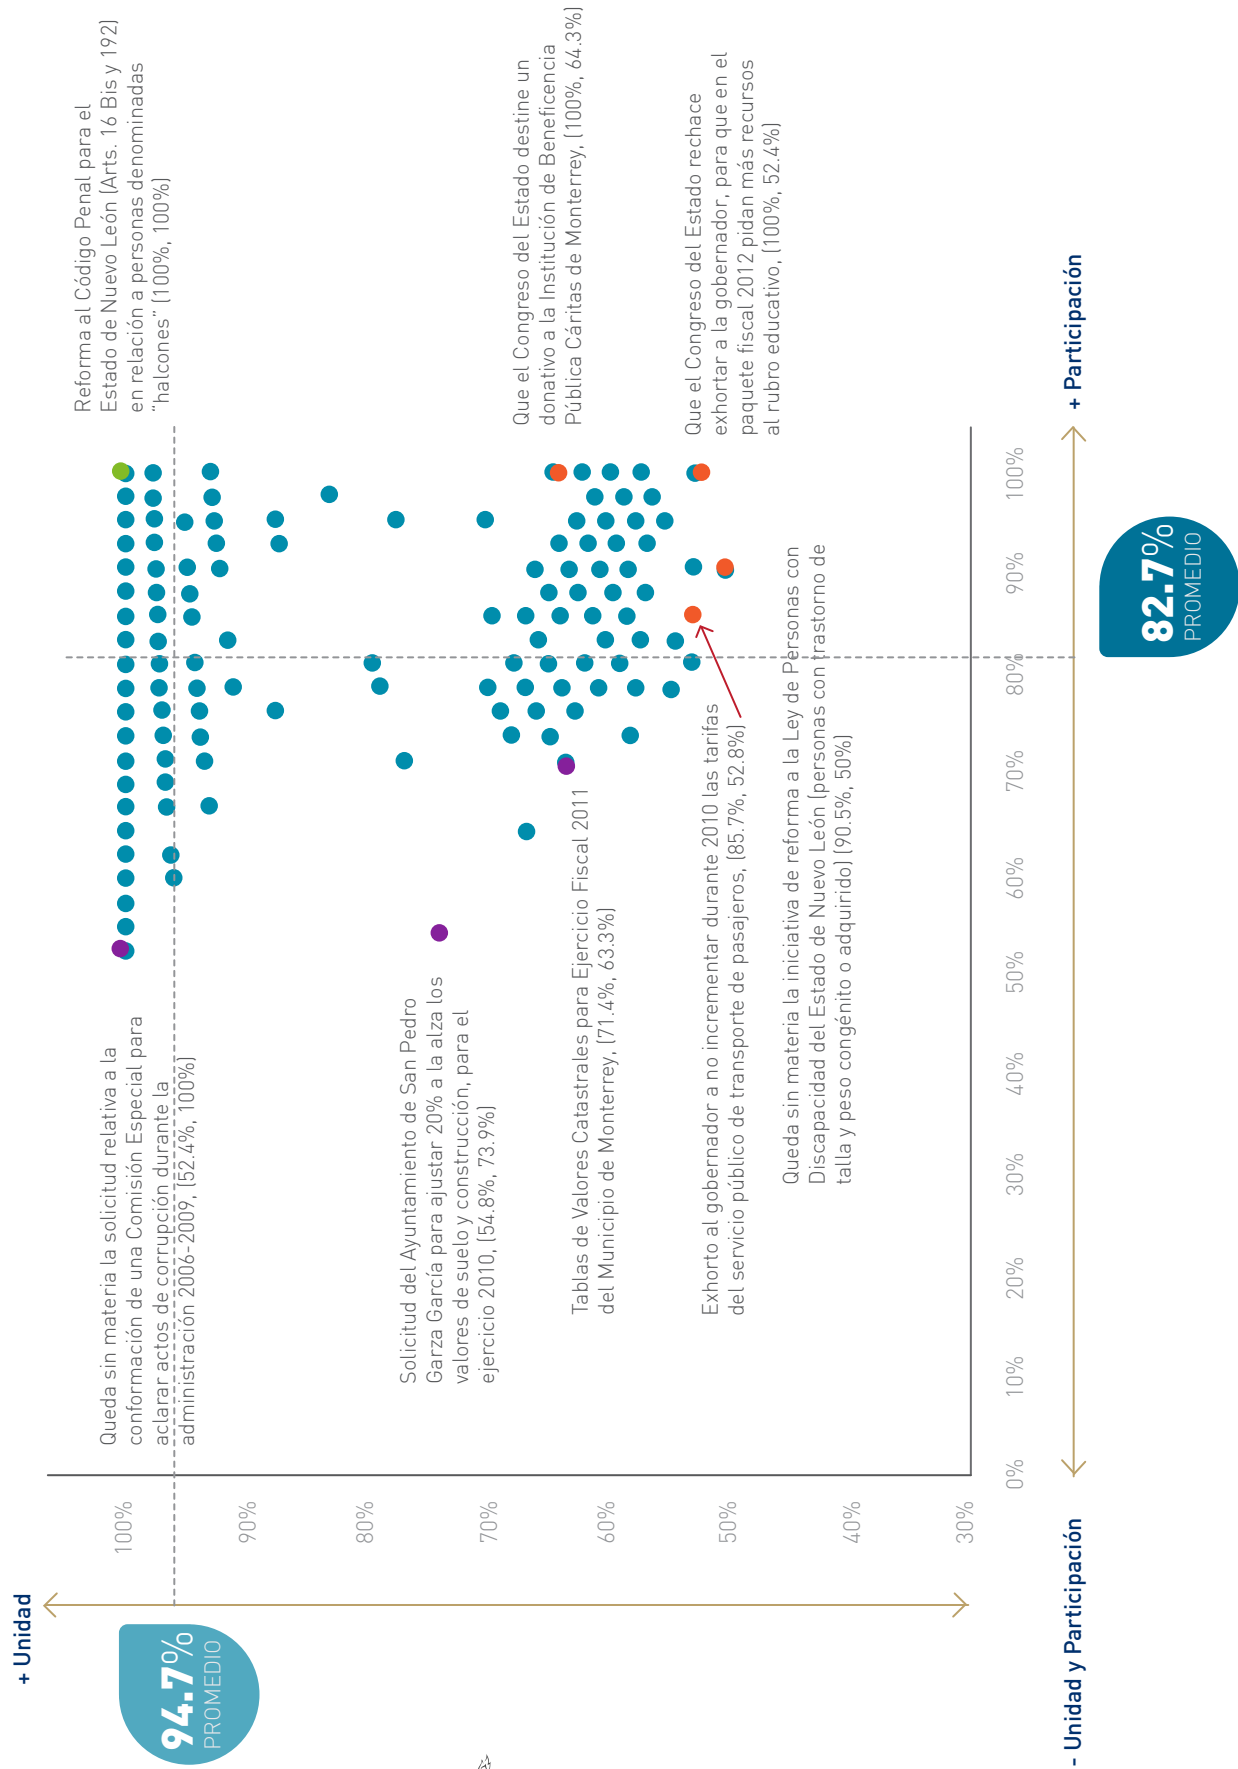 + Unidad
94.7%
PROMEDIO
100%
90%
80%
70%
60%
50%
40%
30%
Queda sin materia la solicitud relativa a la
conformación de una Comisión Especial para
aclarar actos de corrupción durante la
administración 2006-2009, (52.4%, 100%)
Reforma al Código Penal para el
Estado de Nuevo León (Arts. 16 Bis y 192)
en relación a personas denominadas
“halcones” (100%, 100%)
Solicitud del Ayuntamiento de San Pedro
Garza García para ajustar 20% a la alza los
valores de suelo y construcción, para el
ejercicio 2010, (54.8%, 73.9%)
Que el Congreso del Estado destine un
donativo a la Institución de Beneficencia
Pública Cáritas de Monterrey, (100%, 64.3%)
Tablas de Valores Catastrales para Ejercicio Fiscal 2011
del Municipio de Monterrey, (71.4%, 63.3%)
Que el Congreso del Estado rechace
exhortar a la gobernador, para que en el
paquete fiscal 2012 pidan más recursos
al rubro educativo, (100%, 52.4%)
Exhorto al gobernador a no incrementar durante 2010 las tarifas
del servicio público de transporte de pasajeros, (85.7%, 52.8%)
Queda sin materia la iniciativa de reforma a la Ley de Personas con
Discapacidad del Estado de Nuevo León (personas con trastorno de
talla y peso congénito o adquirido) (90.5%, 50%)
0%
10%
20%
30%
40%
50%
60%
70%
80%
90%
100%
- Unidad y Participación
+ Participación
82.7%
PROMEDIO